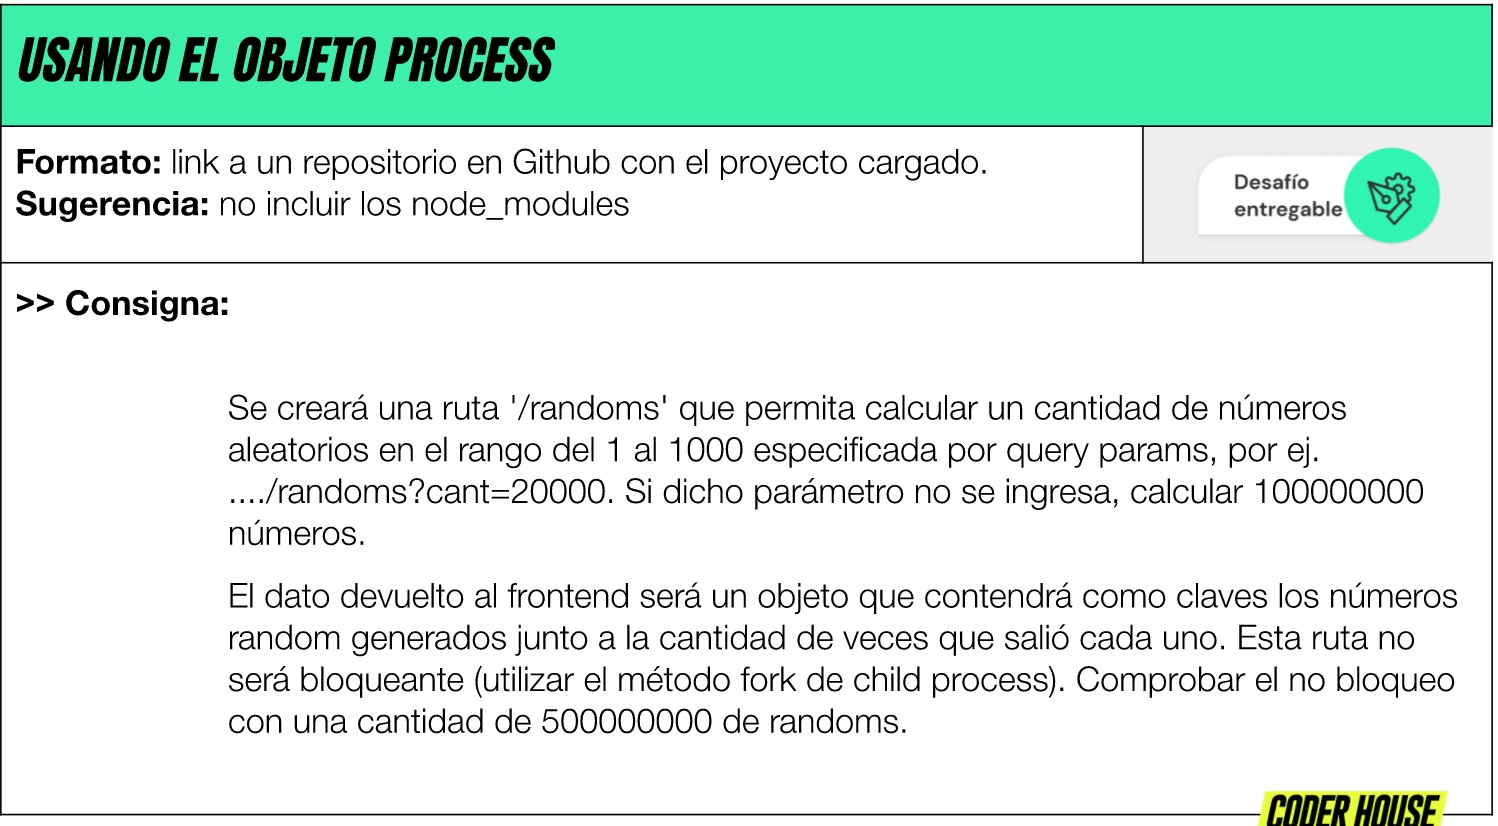 USANDO EL OBJETO PROCESS
Formato: link a un repositorio en Github con el proyecto cargado.
Sugerencia: no incluir los node_modules
Desafío
entregable
>> Consigna:
Se creará una ruta '/randoms' que permita calcular un cantidad de números
aleatorios en el rango del 1 al 1000 especificada por query params, por ej.
..../randoms?cant=20000. Si dicho parámetro no se ingresa, calcular 100000000
números.
El dato devuelto al frontend será un objeto que contendrá como claves los números
random generados junto a la cantidad de veces que salió cada uno. Esta ruta no
será bloqueante (utilizar el método fork de child process). Comprobar el no bloqueo
con una cantidad de 500000000 de randoms.
CODER HOUSE